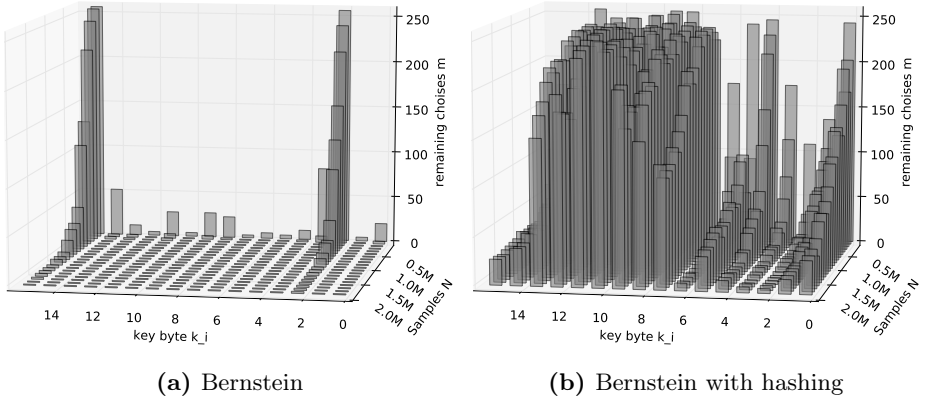 250
200
150
100
50
0
remaining choises m
0.5M
1.0M
1.5M
2.0M
Samples N
14 12 10 8 6 4 2 0
key byte k_i
(a) Bernstein
250
200
150
100
50
0
remaining choises m
0.5M
1.0M
1.5M
2.0M
Samples N
14 12 10 8 6 4 2 0
key byte k_i
(b) Bernstein with hashing